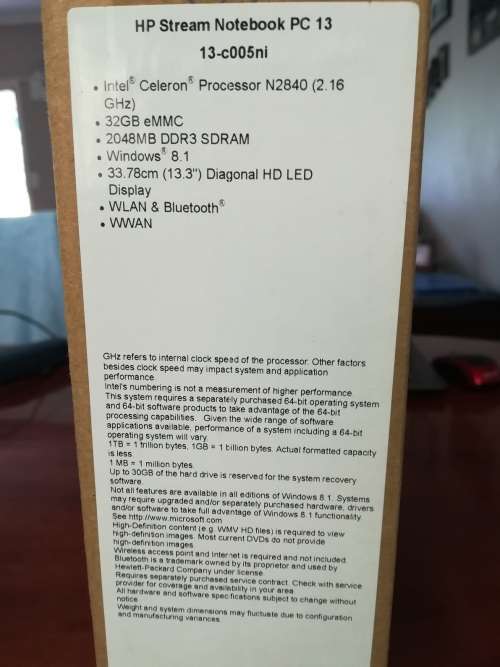 HP Stream Notebook PC 13
13-c005ni
• Intel® Celeron® Processor N2840 (2.16
GHz)
• 32GB eMMC
• 2048MB DDR3 SDRAM
• Windows® 8.1
• 33.78cm (13.3") Diagonal HD LED
Display
• WLAN & Bluetooth®
• WWAN
GHz refers to internal clock speed of the processor. Other factors
besides clock speed may impact system and application
performance.
Intel's numbering is not a measurement of higher performance.
This system requires a separately purchased 64-bit operating system
and 64-bit software products to take advantage of the 64-bit
processing capabilities. Given the wide range of software
applications available, performance of a system including a 64-bit
operating system will vary.
1TB = 1 trillion bytes, 1GB = 1 billion bytes. Actual formatted capacity
is less.
1 MB = 1 million bytes.
Up to 30GB of the hard drive is reserved for the system recovery
software.
Not all features are available in all editions of Windows 8.1. Systems
may require upgraded and/or separately purchased hardware, drivers
and/or software to take full advantage of Windows 8.1 functionality.
See http://www.microsoft.com
High-Definition content (e.g. WMV HD files) is required to view
high-definition images. Most current DVDs do not provide
high-definition images.
Wireless access point and Internet is required and not included.
Bluetooth is a trademark owned by its proprietor and used by
Hewlett-Packard Company under license.
Requires separately purchased service contract. Check with service
provider for coverage and availability in your area.
All hardware and software specifications subject to change without
notice.
Weight and system dimensions may fluctuate due to configuration
and manufacturing variances.